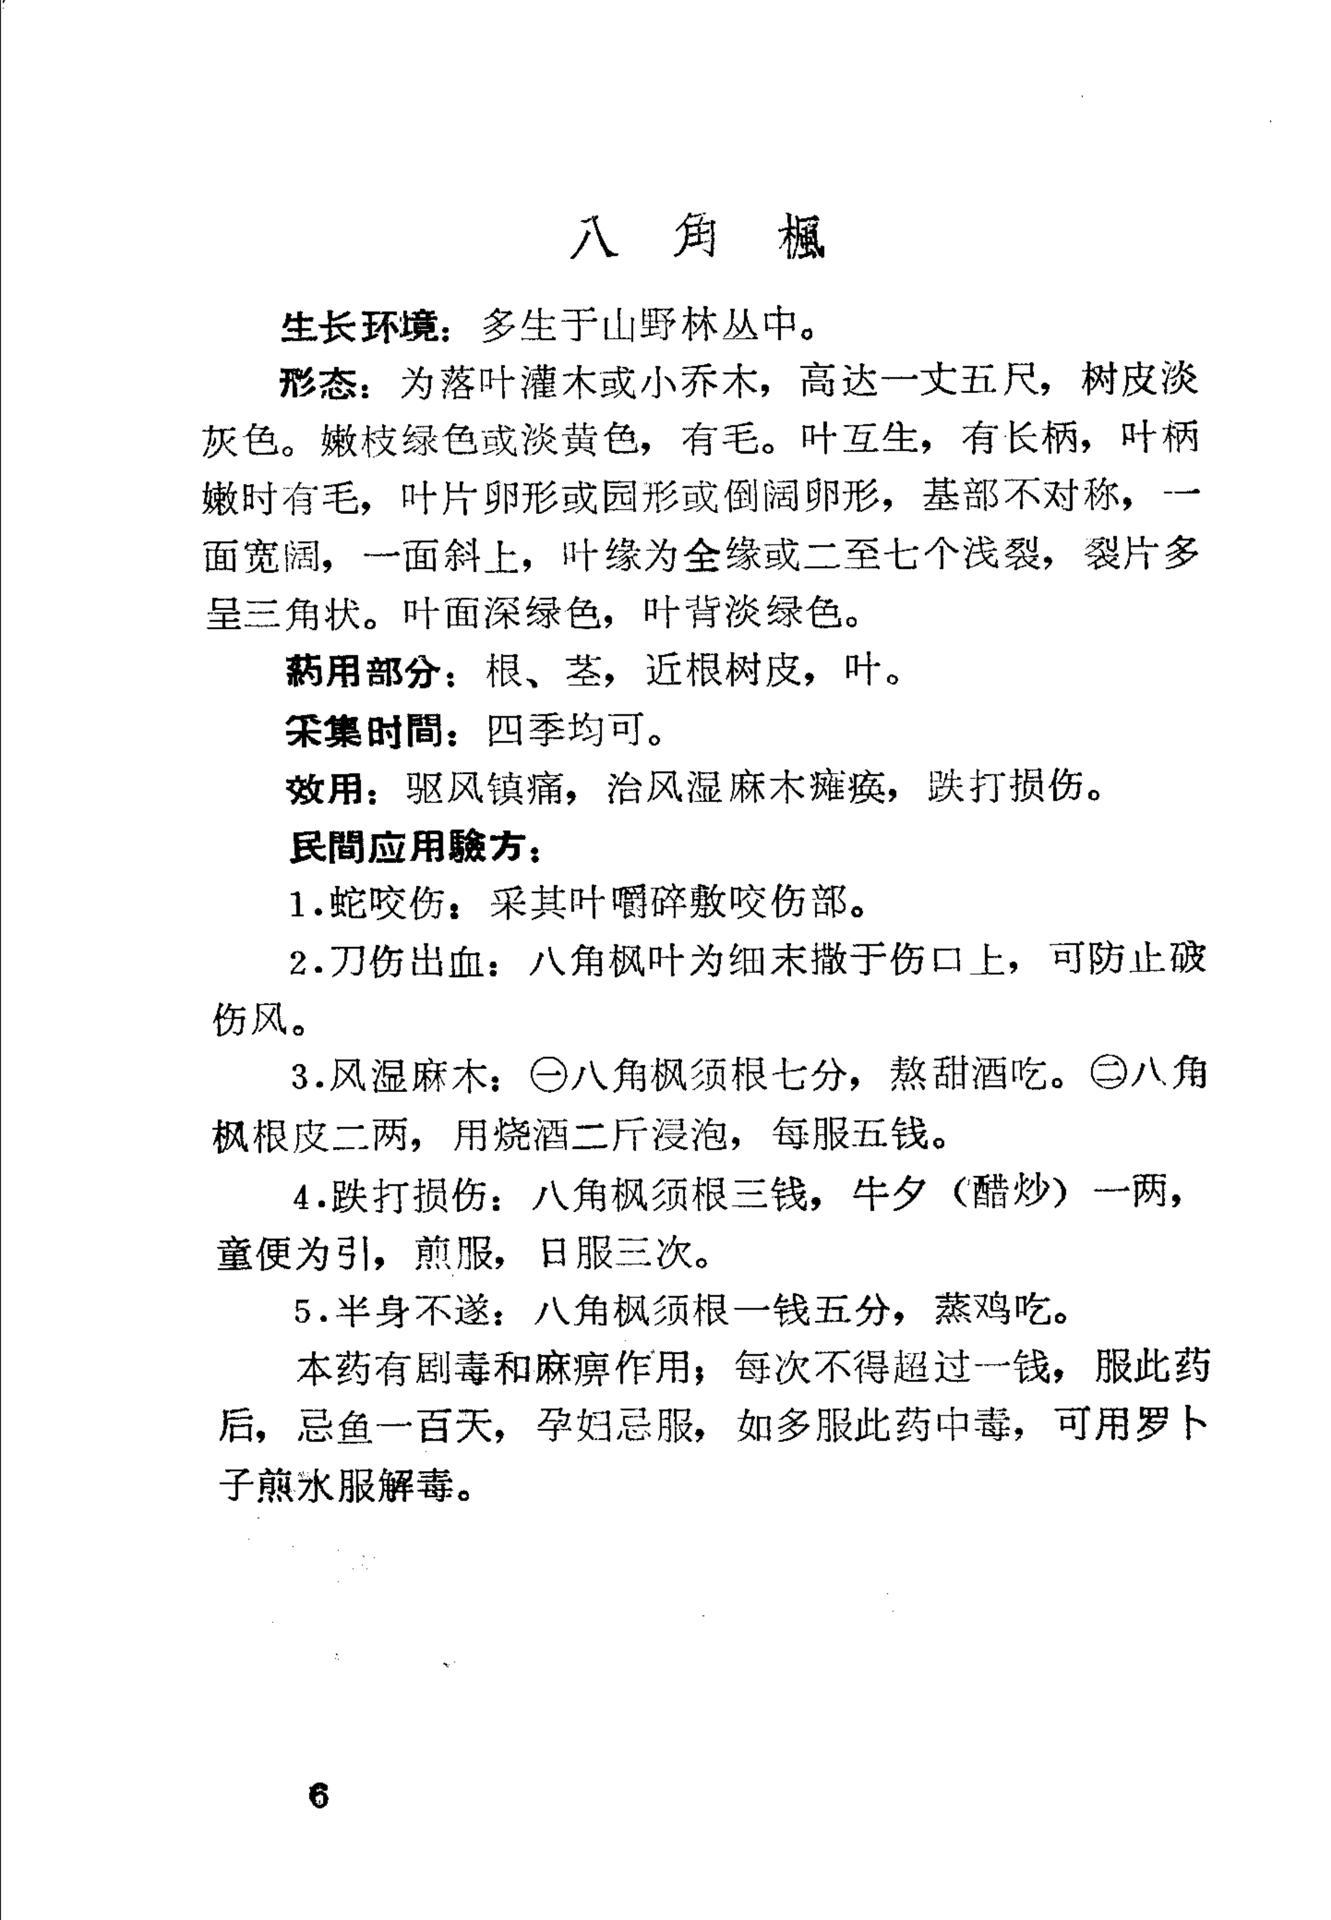 八角楓
生长环境：多生于山野林丛中。
形态：为落叶灌木或小乔木，高达一丈五尺，树皮淡
灰色。嫩枝绿色或淡黄色，有毛。叶互生，有长柄，叶柄
嫩时有毛，叶片卵形或园形或倒阔卵形，基部不对称，一
面宽阔，一面斜上，叶缘为全缘或二至七个浅裂，裂片多
呈三角状。叶面深绿色，叶背淡绿色。
药用部分：根、茎，近根树皮，叶。
采集时間：四季均可。
效用：驱风镇痛，治风湿麻木瘫痪，跌打损伤。
民間应用驗方：
1.蛇咬伤：采其叶嚼碎敷咬伤部。
2.刀伤出血：八角枫叶为细末撒于伤口上，可防止破
伤风。
3.风湿麻木：㊀八角枫须根七分，熬甜酒吃。㊁八角
枫根皮二两，用烧酒二斤浸泡，每服五钱。
4.跌打损伤：八角枫须根三钱，牛夕（醋炒）一两，
童便为引，煎服，日服三次。
5.半身不遂：八角枫须根一钱五分，蒸鸡吃。
本药有剧毒和麻痹作用；每次不得超过一钱，服此药
后，忌鱼一百天，孕妇忌服，如多服此药中毒，可用罗卜
子煎水服解毒。
6